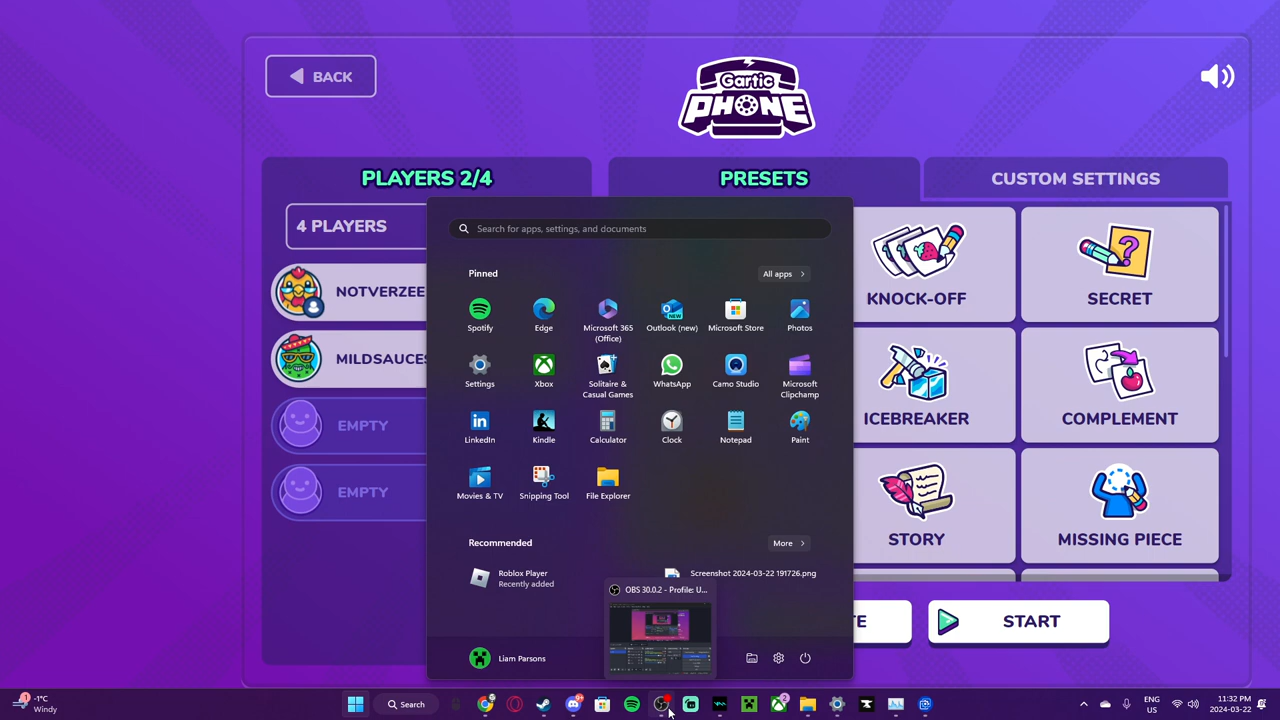 BACK
Gartic
PHONE
PLAYERS 2/4
PRESETS
CUSTOM SETTINGS
4 PLAYERS
NOTVERZEE
MILDSAUCES
EMPTY
EMPTY
KNOCK-OFF
SECRET
ICEBREAKER
COMPLEMENT
STORY
MISSING PIECE
TE
START
Search for apps, settings, and documents
Pinned
All apps
Spotify
Edge
Microsoft 365
(Office)
Outlook (new)
Microsoft Store
Photos
Settings
Xbox
Solitaire &
Casual Games
WhatsApp
Camo Studio
Microsoft
Clipchamp
LinkedIn
Kindle
Calculator
Clock
Notepad
Paint
Movies & TV
Snipping Tool
File Explorer
Recommended
More
Roblox Player
Recently added
Screenshot 2024-03-22 191726.png
OBS 30.0.2 - Profile: U...
Liam Parsons
-1°C
Windy
Search
ENG
US
11:32 PM
2024-03-22